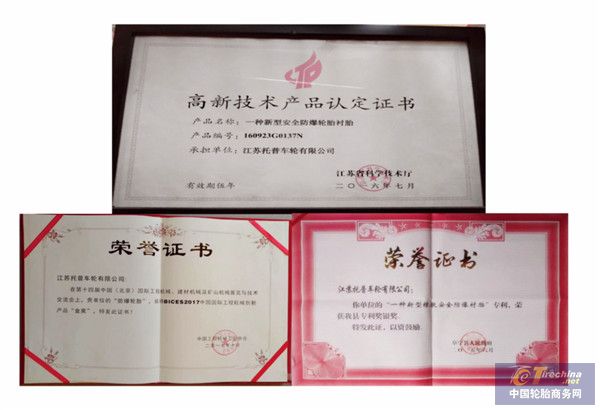 高新技术产品认定证书
产品名称：一种新型安全防爆轮胎衬胎
产品编号：160923G0137N
承担单位：江苏托普车轮有限公司
江苏省科学技术厅
有效期伍年
二〇一六年七月
荣誉证书
江苏托普车轮有限公司：
在第十四届中国（北京）国际工程机械、建材机械及矿山机械展览与技术
交流会上，贵单位的“防爆轮胎”，获BICES2017中国国际工程机械创新
产品“金奖”，特发此证书！
荣誉证书
江苏托普车轮有限公司：
你单位的“一种新型橡胶安全防爆衬胎”专利，荣
获我县专利奖银奖。
特发此证，以资鼓励。
阜宁县人民政府
Tirechina
.net
中国轮胎商务网